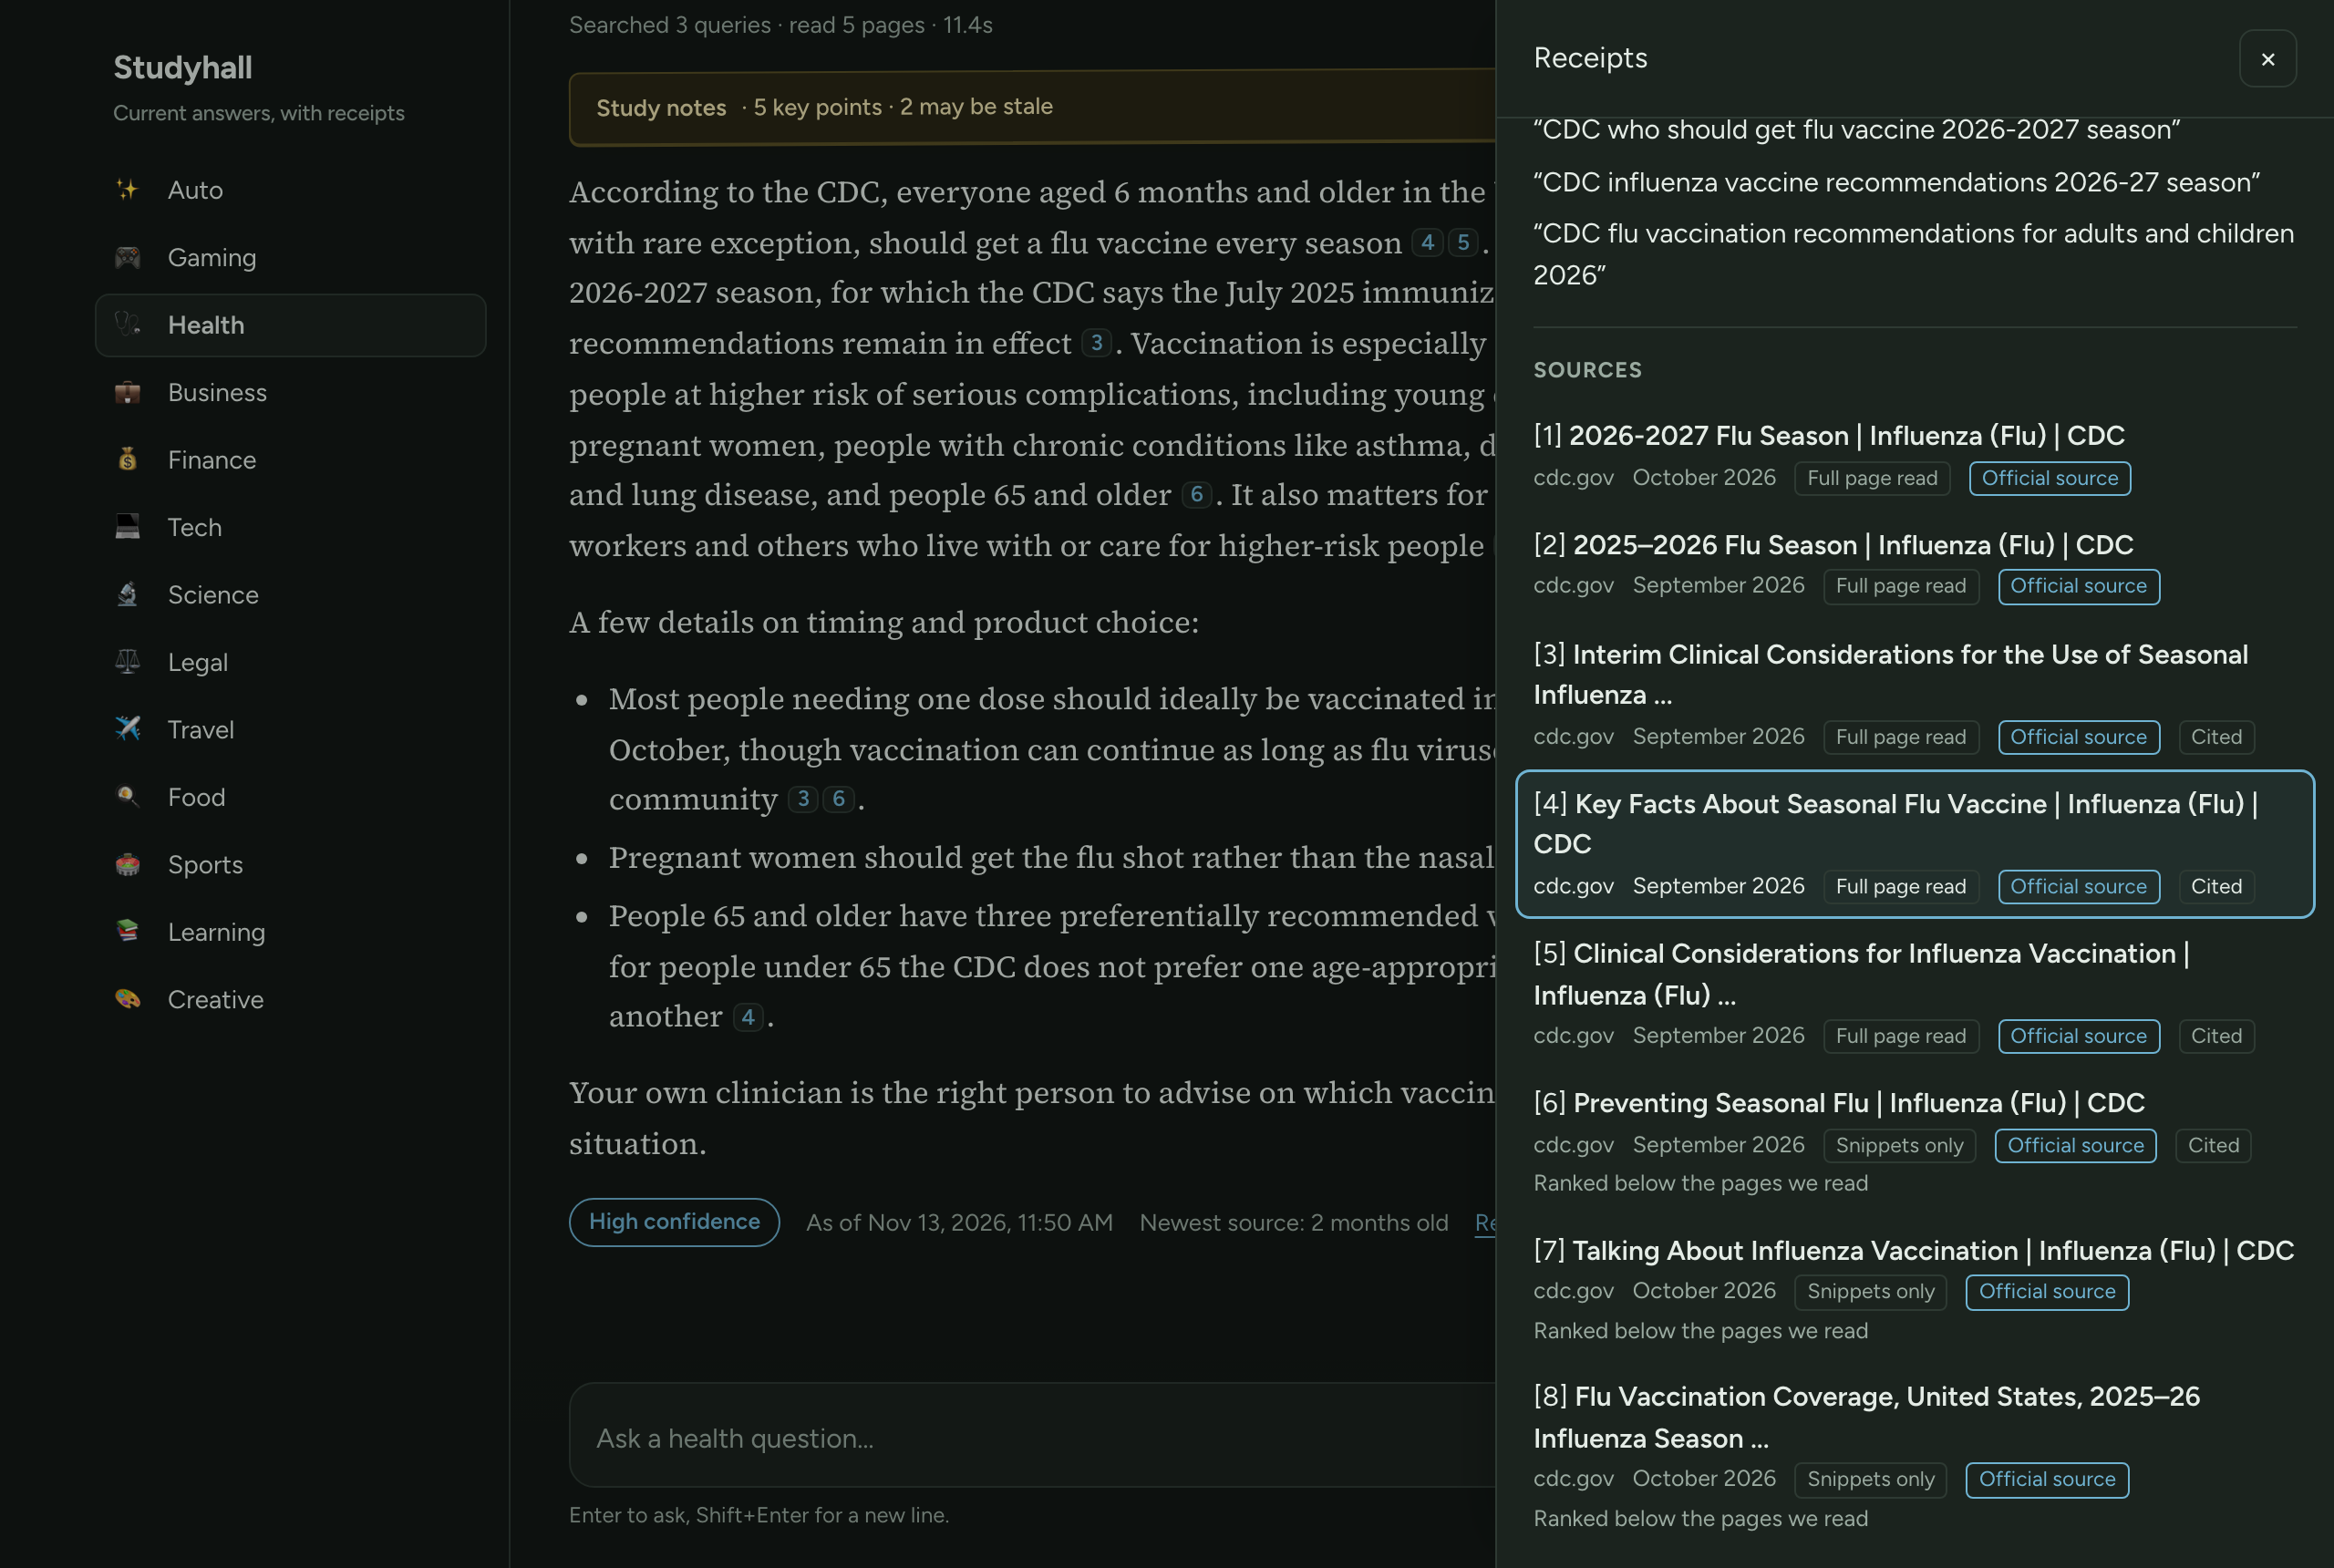 Studyhall
Current answers, with receipts
✨ Auto
🎮 Gaming
🩺 Health
💼 Business
💰 Finance
💻 Tech
🔬 Science
⚖️ Legal
✈️ Travel
🍳 Food
🏟️ Sports
📚 Learning
🎨 Creative
Searched 3 queries · read 5 pages · 11.4s
Study notes · 5 key points · 2 may be stale
According to the CDC, everyone aged 6 months and older in the
with rare exception, should get a flu vaccine every season 4 5.
2026-2027 season, for which the CDC says the July 2025 immuniz
recommendations remain in effect 3. Vaccination is especially
people at higher risk of serious complications, including young
pregnant women, people with chronic conditions like asthma, d
and lung disease, and people 65 and older 6. It also matters for
workers and others who live with or care for higher-risk people
A few details on timing and product choice:
• Most people needing one dose should ideally be vaccinated in
October, though vaccination can continue as long as flu viruse
community 3 6.
• Pregnant women should get the flu shot rather than the nasal
• People 65 and older have three preferentially recommended v
for people under 65 the CDC does not prefer one age-appropri
another 4.
Your own clinician is the right person to advise on which vaccin
situation.
High confidence As of Nov 13, 2026, 11:50 AM Newest source: 2 months old Re
Ask a health question...
Enter to ask, Shift+Enter for a new line.
Receipts
×
“CDC who should get flu vaccine 2026-2027 season”
“CDC influenza vaccine recommendations 2026-27 season”
“CDC flu vaccination recommendations for adults and children
2026”
SOURCES
[1] 2026-2027 Flu Season | Influenza (Flu) | CDC
cdc.gov October 2026 Full page read Official source
[2] 2025–2026 Flu Season | Influenza (Flu) | CDC
cdc.gov September 2026 Full page read Official source
[3] Interim Clinical Considerations for the Use of Seasonal
Influenza ...
cdc.gov September 2026 Full page read Official source Cited
[4] Key Facts About Seasonal Flu Vaccine | Influenza (Flu) |
CDC
cdc.gov September 2026 Full page read Official source Cited
[5] Clinical Considerations for Influenza Vaccination |
Influenza (Flu) ...
cdc.gov September 2026 Full page read Official source Cited
[6] Preventing Seasonal Flu | Influenza (Flu) | CDC
cdc.gov September 2026 Snippets only Official source Cited
Ranked below the pages we read
[7] Talking About Influenza Vaccination | Influenza (Flu) | CDC
cdc.gov October 2026 Snippets only Official source
Ranked below the pages we read
[8] Flu Vaccination Coverage, United States, 2025–26
Influenza Season ...
cdc.gov October 2026 Snippets only Official source
Ranked below the pages we read